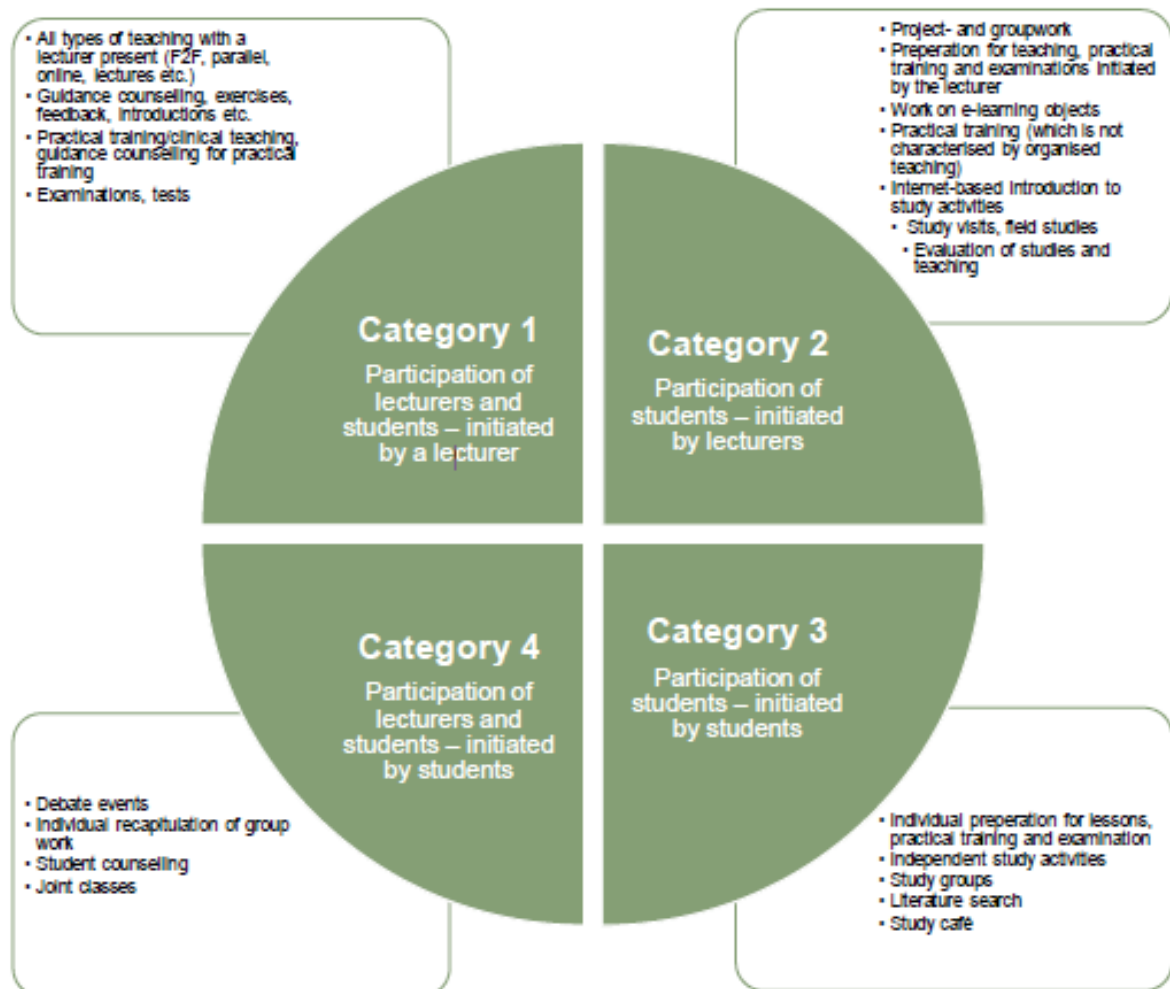 • All types of teaching with a
lecturer present (F2F, parallel,
online, lectures etc.)
• Guidance counselling, exercises,
feedback, introductions etc.
• Practical training/clinical teaching,
guidance counselling for practical
training
• Examinations, tests
• Project- and groupwork
• Preparation for teaching, practical
training and examinations initiated
by the lecturer
• Work on e-learning objects
• Practical training (which is not
characterised by organised
teaching)
• Internet-based introduction to
study activities
• Study visits, field studies
• Evaluation of studies and
teaching
Category 1
Participation of
lecturers and
students – initiated
by a lecturer
Category 2
Participation of
students – initiated
by lecturers
Category 4
Participation of
lecturers and
students – initiated
by students
Category 3
Participation of
students – initiated
by students
• Debate events
• Individual recapitulation of group
work
• Student counselling
• Joint classes
• Individual preparation for lessons,
practical training and examination
• Independent study activities
• Study groups
• Literature search
• Study café